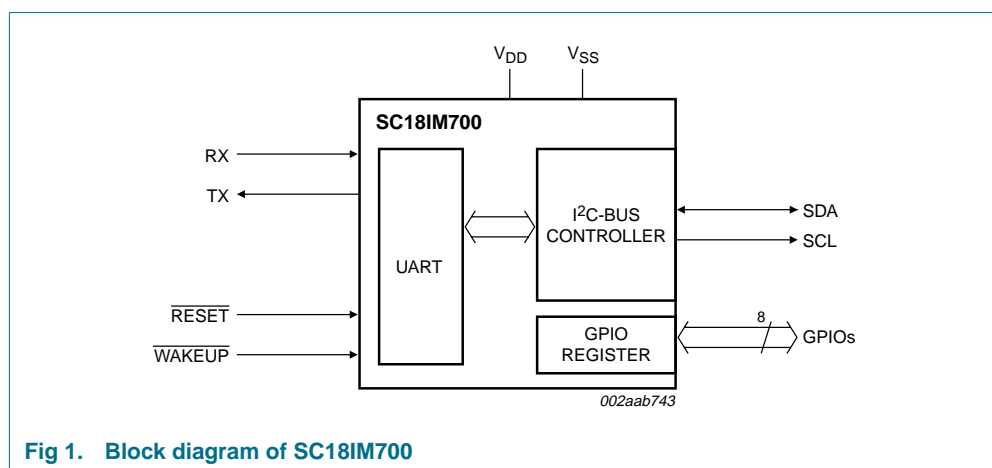 VDD
VSS
SC18IM700
RX
TX
RESET
WAKEUP
UART
I2C-BUS
CONTROLLER
GPIO
REGISTER
SDA
SCL
8
GPIOs
002aab743
Fig 1. Block diagram of SC18IM700